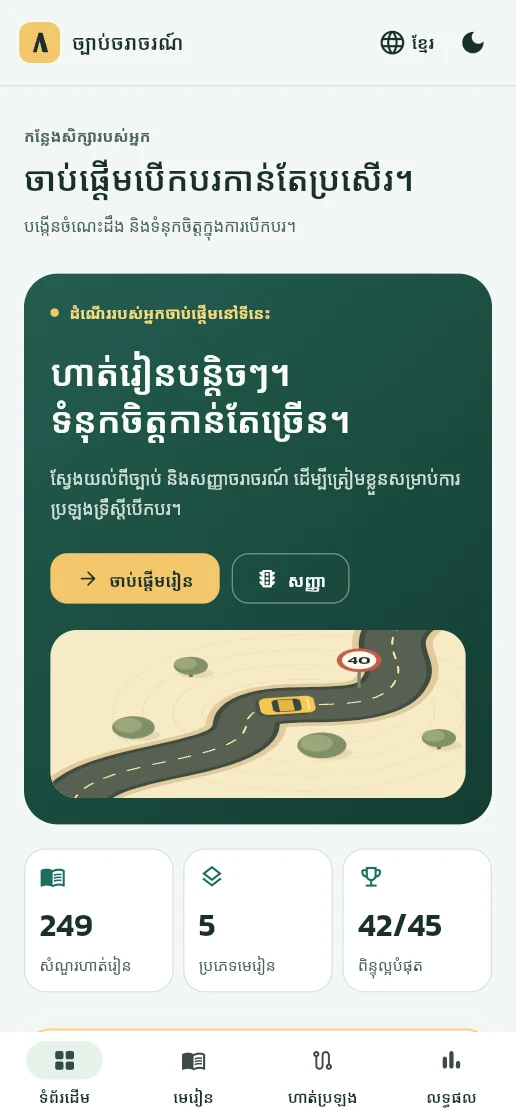 ច្បាប់ចរាចរណ៍
ខ្មែរ
កន្លែងសិក្សារបស់អ្នក
ចាប់ផ្តើមបើកបរកាន់តែប្រសើរ។
បង្កើនចំណេះដឹង និងទំនុកចិត្តក្នុងការបើកបរ។
ដំណើររបស់អ្នកចាប់ផ្តើមនៅទីនេះ
ហាត់រៀនបន្តិចៗ។
ទំនុកចិត្តកាន់តែច្រើន។
ស្វែងយល់ពីច្បាប់ និងសញ្ញាចរាចរណ៍ ដើម្បីត្រៀមខ្លួនសម្រាប់ការ
ប្រឡងទ្រឹស្តីបើកបរ។
ចាប់ផ្តើមរៀន
សញ្ញា
40
249
សំណួរហាត់រៀន
5
ប្រភេទមេរៀន
42/45
ពិន្ទុល្អបំផុត
ទំព័រដើម
មេរៀន
ហាត់ប្រឡង
លទ្ធផល